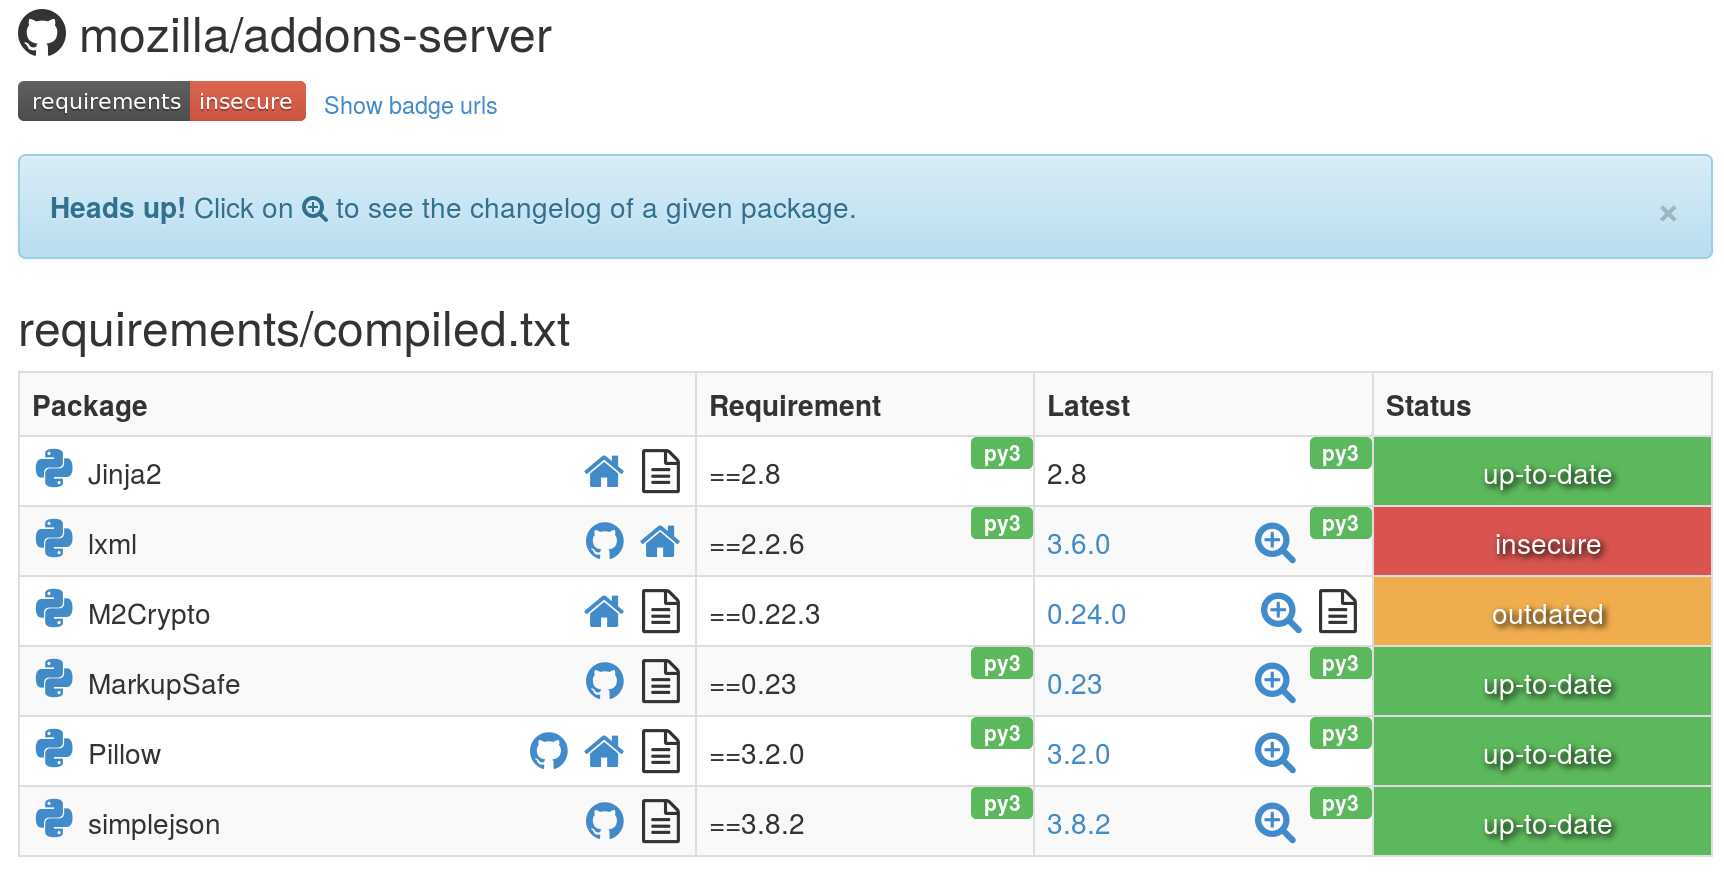 mozilla/addons-server
requirements insecure Show badge urls
Heads up! Click on to see the changelog of a given package.
×
requirements/compiled.txt
Package Requirement Latest Status
Jinja2 ==2.8 py3 2.8 py3 up-to-date
lxml ==2.2.6 py3 3.6.0 py3 insecure
M2Crypto ==0.22.3 0.24.0 outdated
MarkupSafe ==0.23 py3 0.23 py3 up-to-date
Pillow ==3.2.0 py3 3.2.0 py3 up-to-date
simplejson ==3.8.2 py3 3.8.2 py3 up-to-date